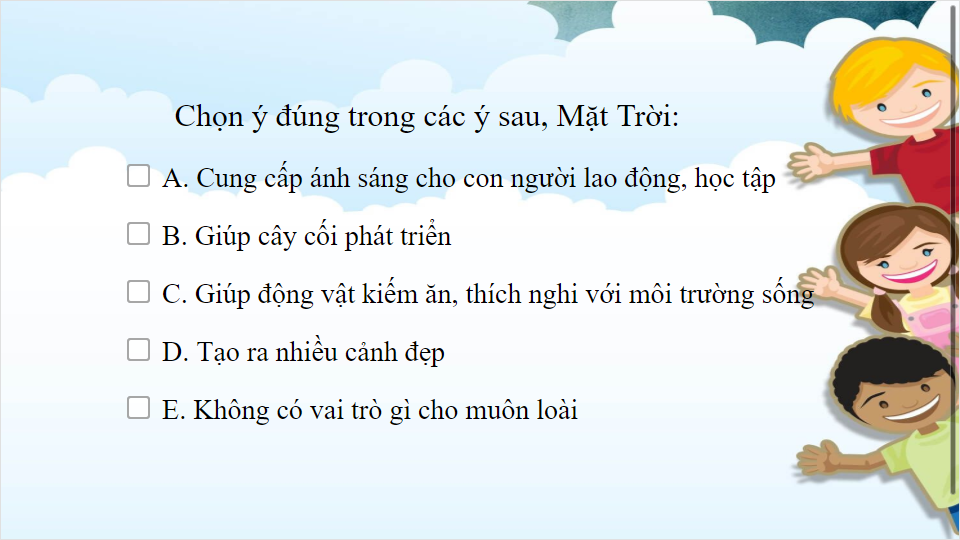 Chọn ý đúng trong các ý sau, Mặt Trời:
A. Cung cấp ánh sáng cho con người lao động, học tập
B. Giúp cây cối phát triển
C. Giúp động vật kiếm ăn, thích nghi với môi trường sống
D. Tạo ra nhiều cảnh đẹp
E. Không có vai trò gì cho muôn loài